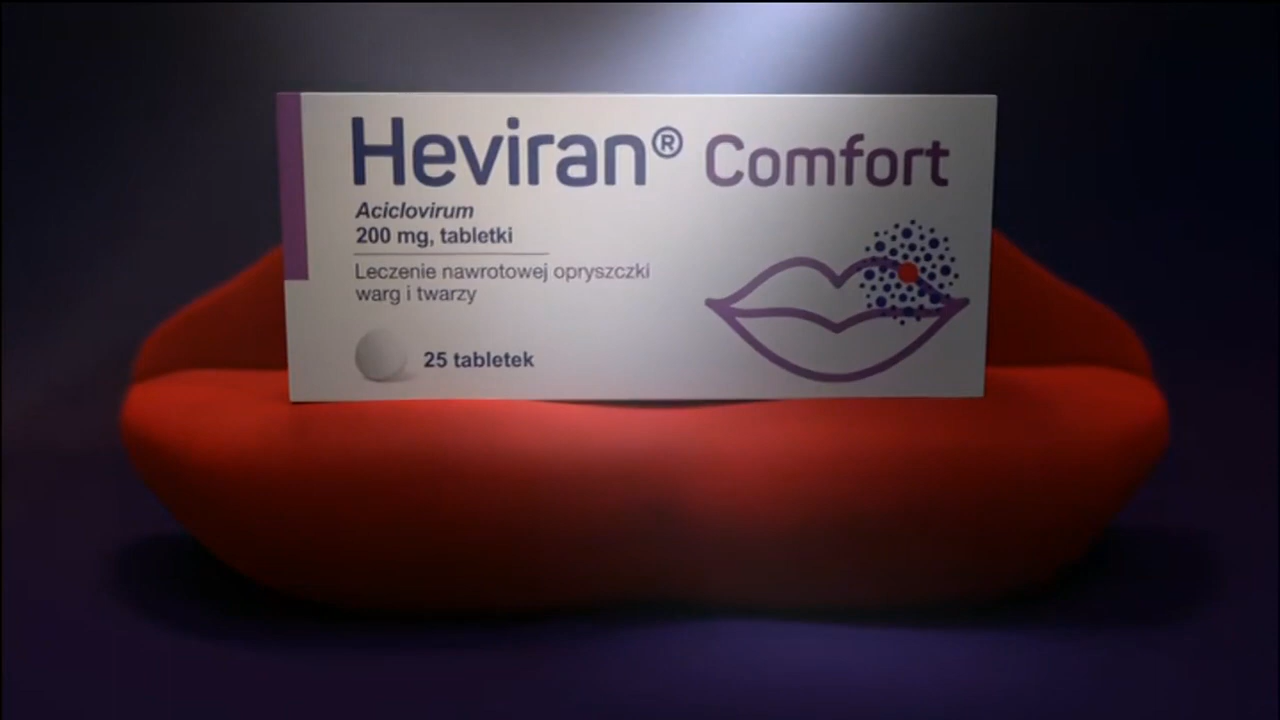 Heviran® Comfort
Aciclovirum
200 mg, tabletki
Leczenie nawrotowej opryszczki
warg i twarzy
25 tabletek